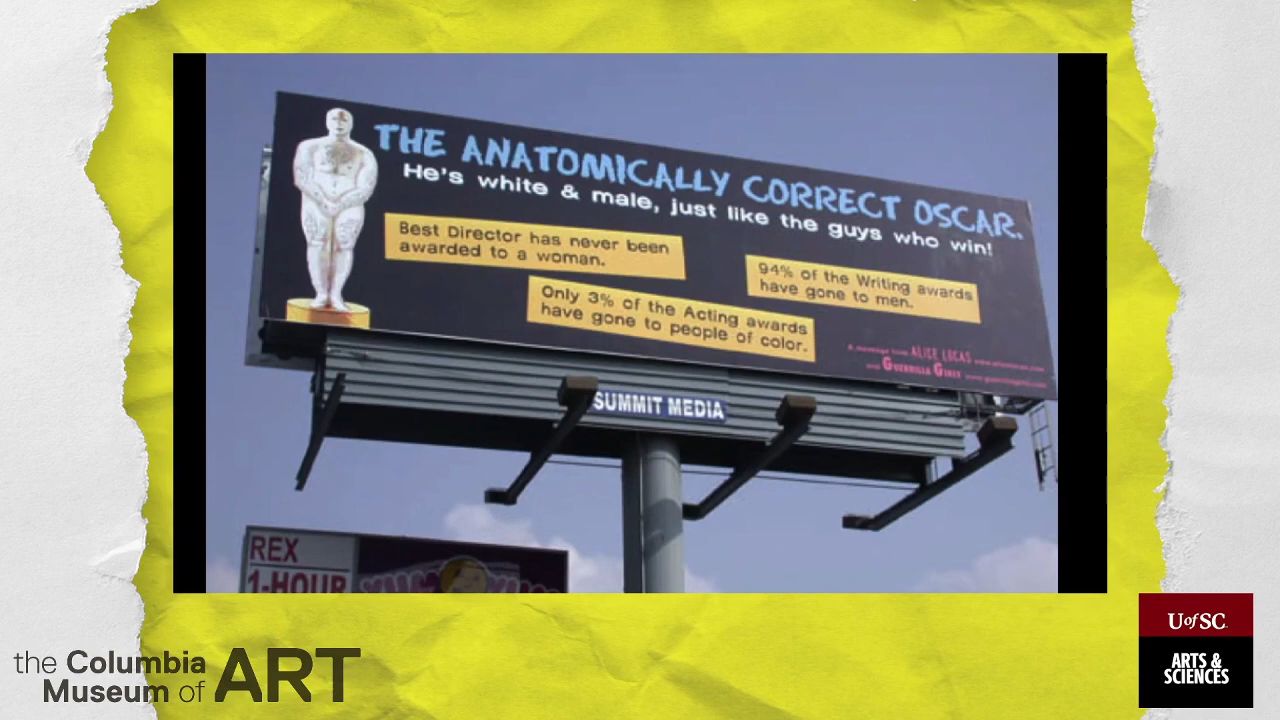 THE ANATOMICALLY CORRECT OSCAR.
He's white & male, just like the guys who win!
Best Director has never been
awarded to a woman.
94% of the Writing awards
have gone to men.
Only 3% of the Acting awards
have gone to people of color.
A message from ALICE LOCAS
and GUERRILLA GIRLS
SUMMIT MEDIA
REX
1-HOUR
the Columbia
Museum of ART
UofSC
ARTS &
SCIENCES